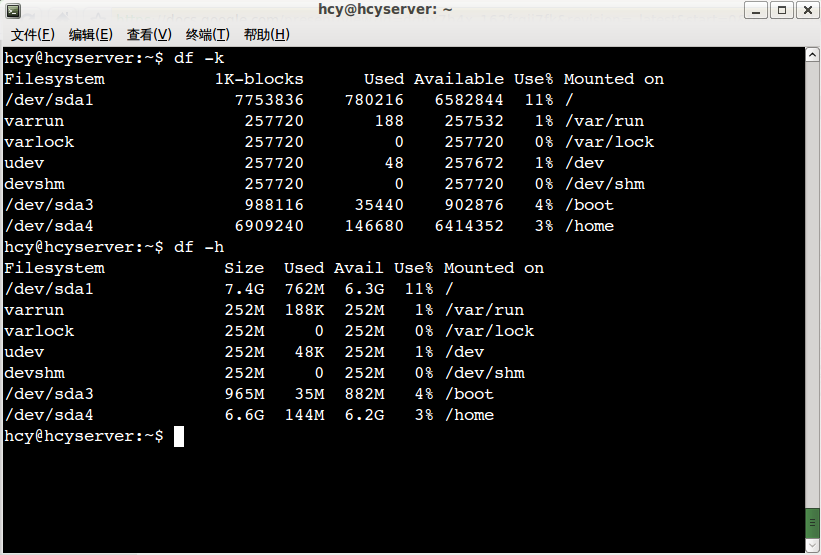 hcy@hcyserver: ~
文件(F) 编辑(E) 查看(V) 终端(T) 帮助(H)
hcy@hcyserver:~$ df -k
Filesystem 1K-blocks Used Available Use% Mounted on
/dev/sda1 7753836 780216 6582844 11% /
varrun 257720 188 257532 1% /var/run
varlock 257720 0 257720 0% /var/lock
udev 257720 48 257672 1% /dev
devshm 257720 0 257720 0% /dev/shm
/dev/sda3 988116 35440 902876 4% /boot
/dev/sda4 6909240 146680 6414352 3% /home
hcy@hcyserver:~$ df -h
Filesystem Size Used Avail Use% Mounted on
/dev/sda1 7.4G 762M 6.3G 11% /
varrun 252M 188K 252M 1% /var/run
varlock 252M 0 252M 0% /var/lock
udev 252M 48K 252M 1% /dev
devshm 252M 0 252M 0% /dev/shm
/dev/sda3 965M 35M 882M 4% /boot
/dev/sda4 6.6G 144M 6.2G 3% /home
hcy@hcyserver:~$